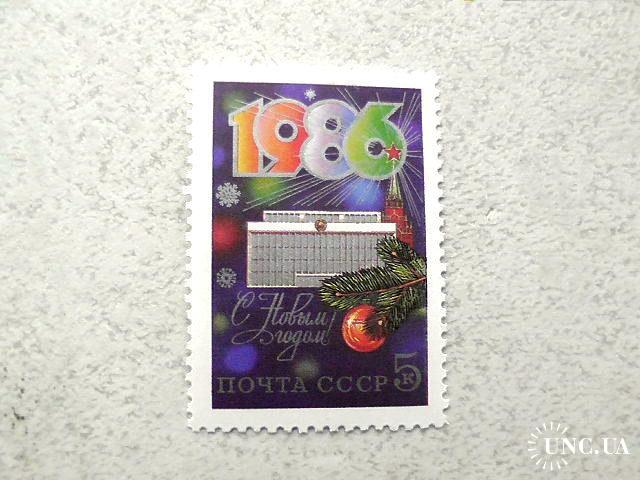 1986
С Новым
годом!
ПОЧТА СССР 5 к
UNC.UA